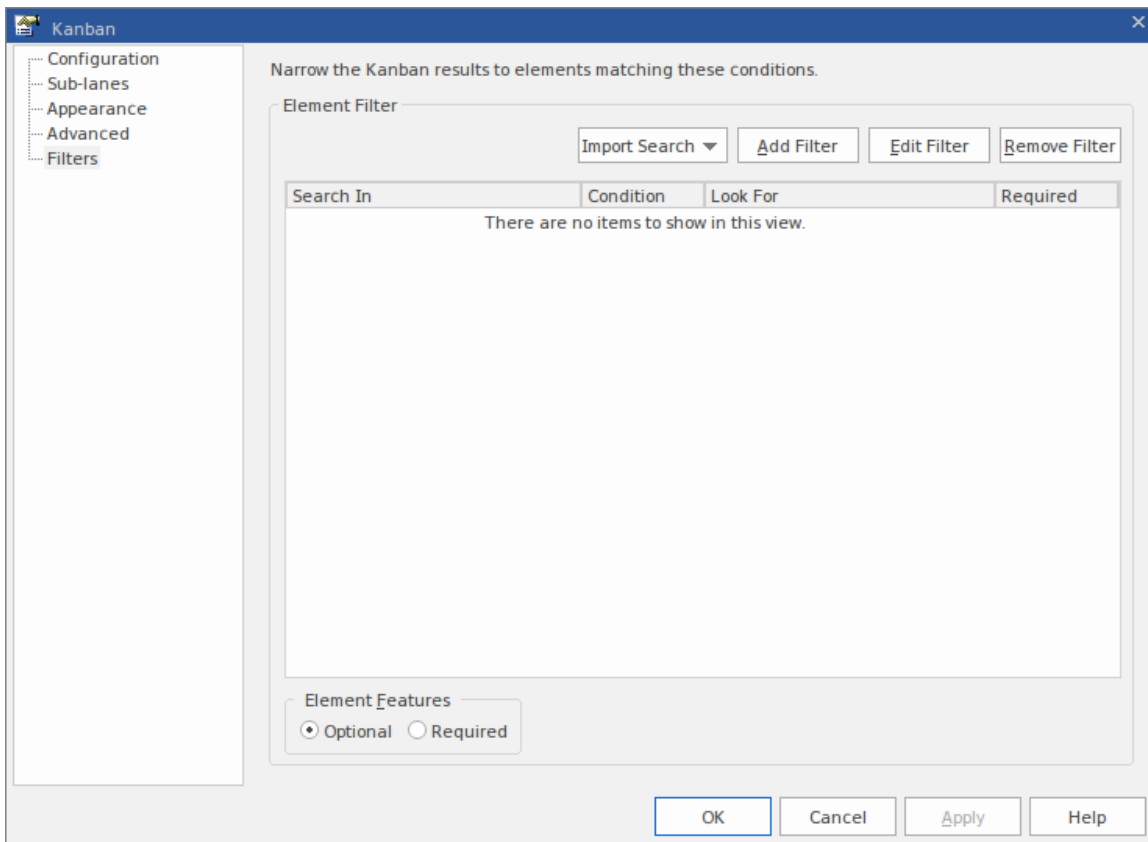 Kanban
Configuration
Sub-lanes
Appearance
Advanced
Filters
Narrow the Kanban results to elements matching these conditions.
Element Filter
Import Search Add Filter Edit Filter Remove Filter
Search In Condition Look For Required
There are no items to show in this view.
Element Features
Optional Required
OK Cancel Apply Help